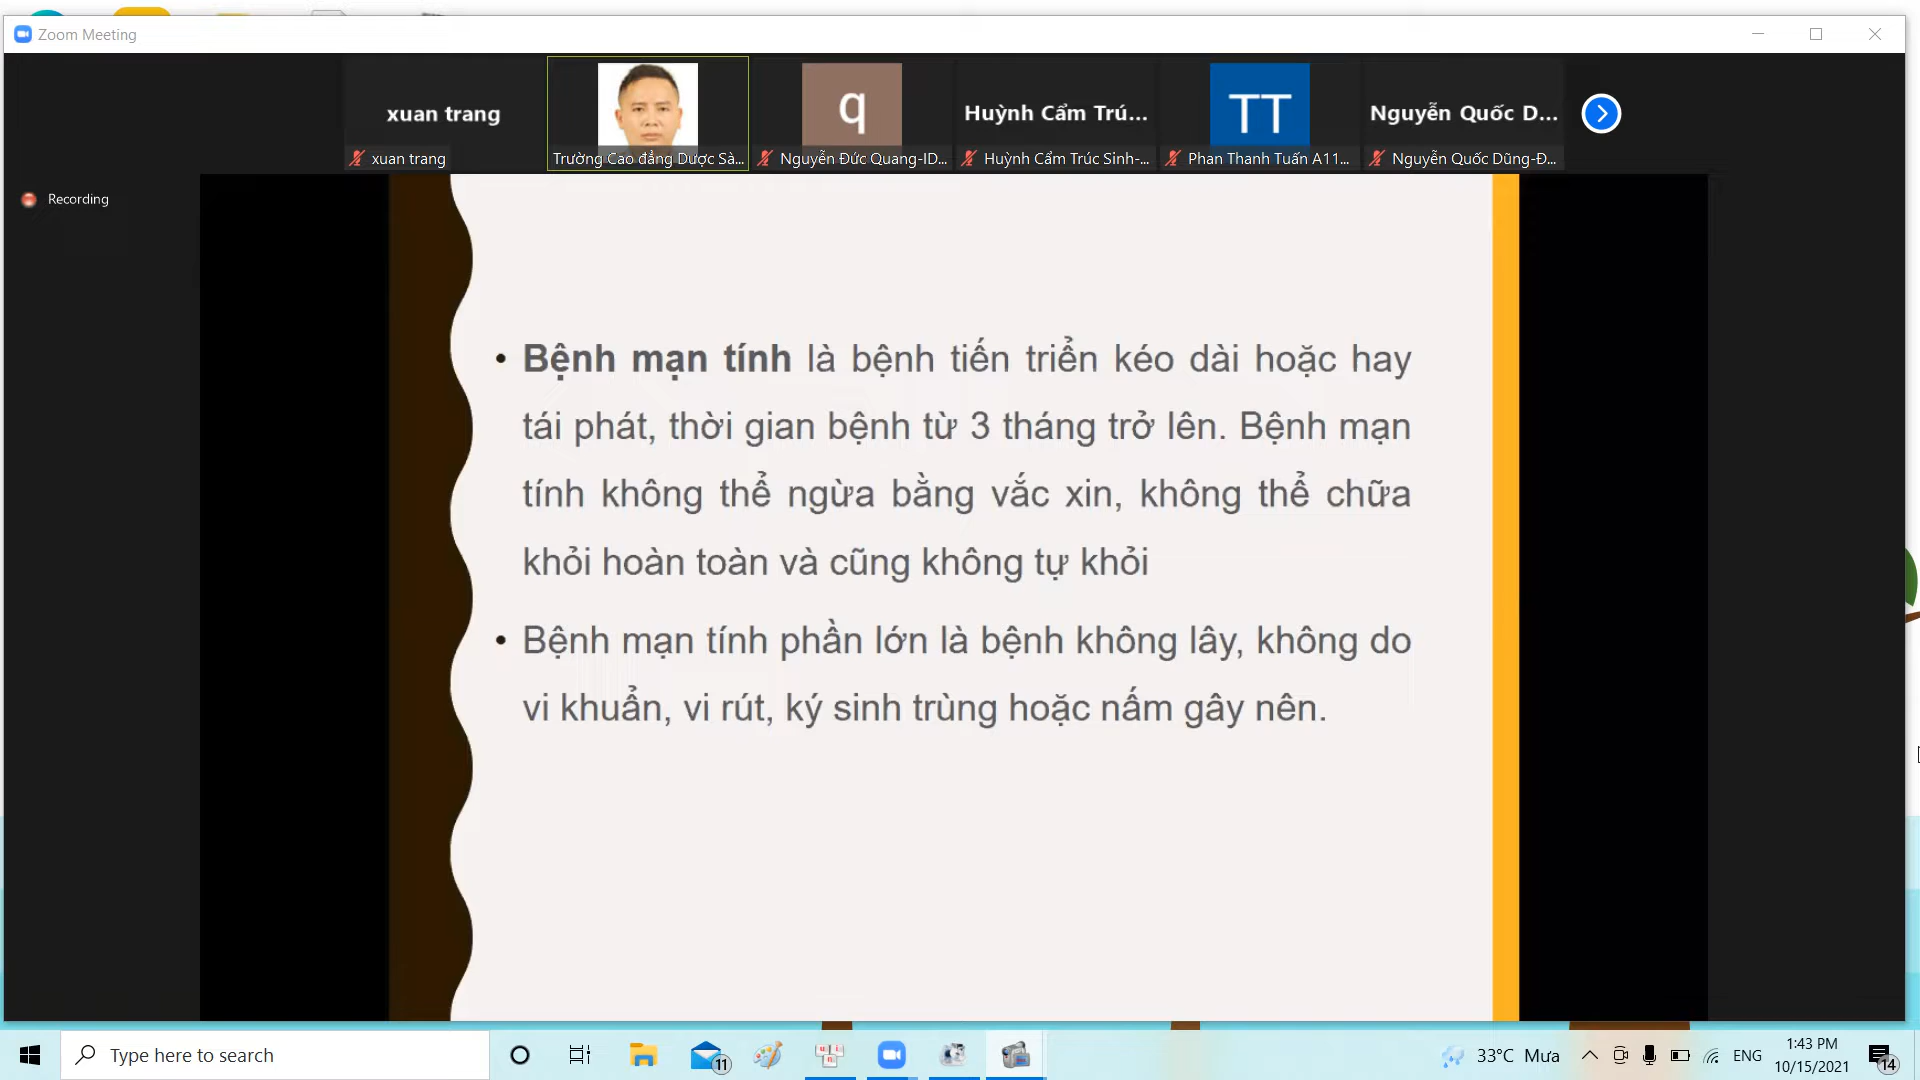 Zoom Meeting
xuan trang
q
Huỳnh Cẩm Trú...
TT
Nguyễn Quốc D...
xuan trang
Trường Cao đẳng Dược Sà...
Nguyễn Đức Quang-ID...
Huỳnh Cẩm Trúc Sinh-...
Phan Thanh Tuấn A11...
Nguyễn Quốc Dũng-Đ...
Recording
• Bệnh mạn tính là bệnh tiến triển kéo dài hoặc hay
tái phát, thời gian bệnh từ 3 tháng trở lên. Bệnh mạn
tính không thể ngừa bằng vắc xin, không thể chữa
khỏi hoàn toàn và cũng không tự khỏi
• Bệnh mạn tính phần lớn là bệnh không lây, không do
vi khuẩn, vi rút, ký sinh trùng hoặc nấm gây nên.
Type here to search
11
33°C Mưa
ENG
1:43 PM
10/15/2021
14